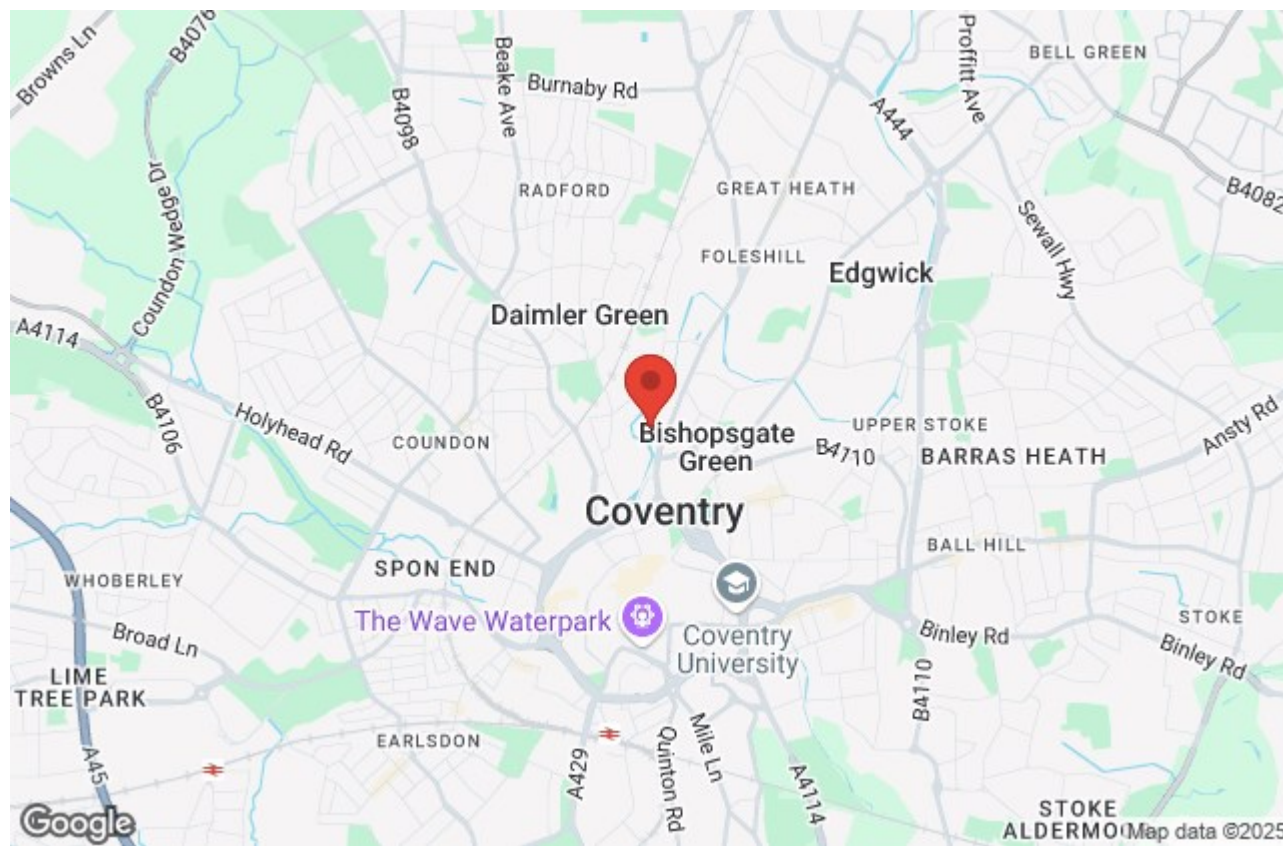 Browns Ln
B4076
Beake Ave
Burnaby Rd
Proffitt Ave
BELL GREEN
B4098
A444
Coundon Wedge Dr
RADFORD
GREAT HEATH
B4082
Sewall Hwy
FOLESHILL
Edgwick
Daimler Green
A4114
B4106
Holyhead Rd
COUNDON
Bishopsgate
Green
B4110
UPPER STOKE
BARRAS HEATH
Ansty Rd
Coventry
BALL HILL
SPON END
WHOBERLEY
The Wave Waterpark
Coventry
University
STOKE
Broad Ln
Binley Rd
Binley Rd
LIME
TREE PARK
B4110
EARLSDON
A45
A429
Quinton Rd
Mile Ln
A4114
STOKE
ALDERMO
Google
Map data ©2025